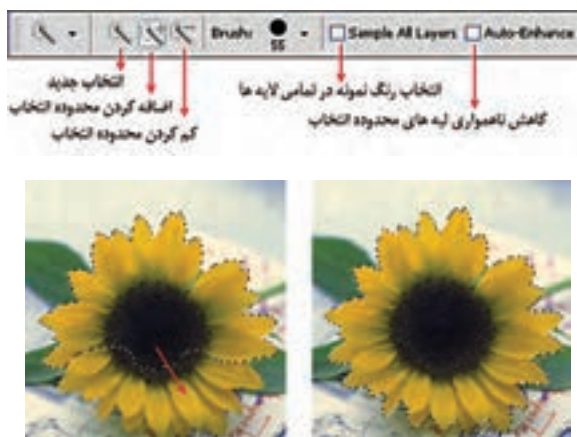 Brush: 55 Sample All Layers Auto-Enhance
انتخاب جدید
اضافه کردن محدوده انتخاب
کم کردن محدوده انتخاب
انتخاب رنگ نمونه در تمامی لایه ها
کاهش ناهمواری لبه های محدوده انتخاب